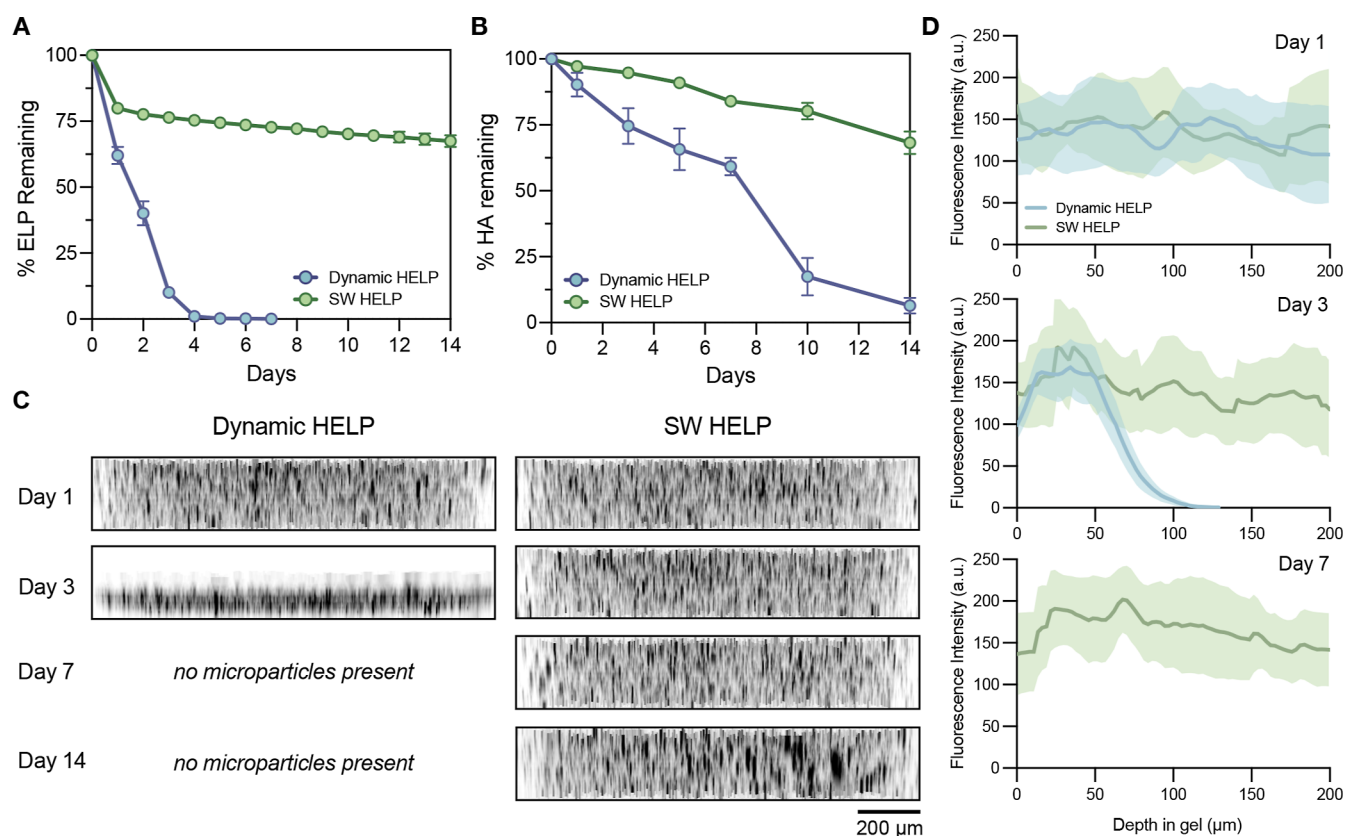 A
% ELP Remaining
100
75
50
25
0
0 2 4 6 8 10 12 14
Days
Dynamic HELP
SW HELP
B
% HA remaining
100
75
50
25
0
0 2 4 6 8 10 12 14
Days
Dynamic HELP
SW HELP
C
Dynamic HELP SW HELP
Day 1
Day 3
Day 7 no microparticles present
Day 14 no microparticles present
200 µm
D
Day 1
Fluorescence Intensity (a.u.)
250
200
150
100
50
0
Dynamic HELP
SW HELP
0 50 100 150 200
Day 3
Fluorescence Intensity (a.u.)
250
200
150
100
50
0
0 50 100 150 200
Day 7
Fluorescence Intensity (a.u.)
250
200
150
100
50
0
0 50 100 150 200
Depth in gel (µm)